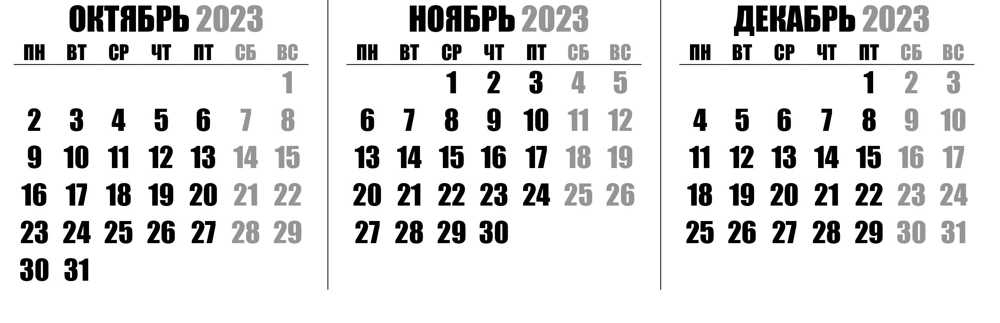 ОКТЯБРЬ 2023
ПН ВТ СР ЧТ ПТ СБ ВС
1
2 3 4 5 6 7 8
9 10 11 12 13 14 15
16 17 18 19 20 21 22
23 24 25 26 27 28 29
30 31
НОЯБРЬ 2023
ПН ВТ СР ЧТ ПТ СБ ВС
1 2 3 4 5
6 7 8 9 10 11 12
13 14 15 16 17 18 19
20 21 22 23 24 25 26
27 28 29 30
ДЕКАБРЬ 2023
ПН ВТ СР ЧТ ПТ СБ ВС
1 2 3
4 5 6 7 8 9 10
11 12 13 14 15 16 17
18 19 20 21 22 23 24
25 26 27 28 29 30 31